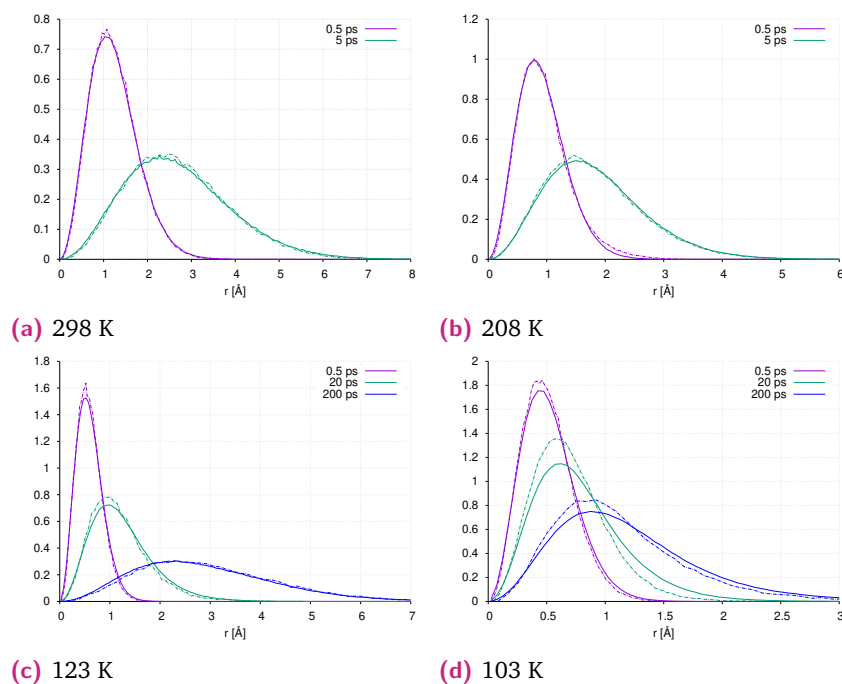 0.8
0.7
0.6
0.5
0.4
0.3
0.2
0.1
0
0 1 2 3 4 5 6 7 8
r [Å]
0.5 ps
5 ps
(a) 298 K
1.2
1
0.8
0.6
0.4
0.2
0
0 1 2 3 4 5 6
r [Å]
0.5 ps
5 ps
(b) 208 K
1.8
1.6
1.4
1.2
1
0.8
0.6
0.4
0.2
0
0 1 2 3 4 5 6 7
r [Å]
0.5 ps
20 ps
200 ps
(c) 123 K
2
1.8
1.6
1.4
1.2
1
0.8
0.6
0.4
0.2
0
0 0.5 1 1.5 2 2.5 3
r [Å]
0.5 ps
20 ps
200 ps
(d) 103 K